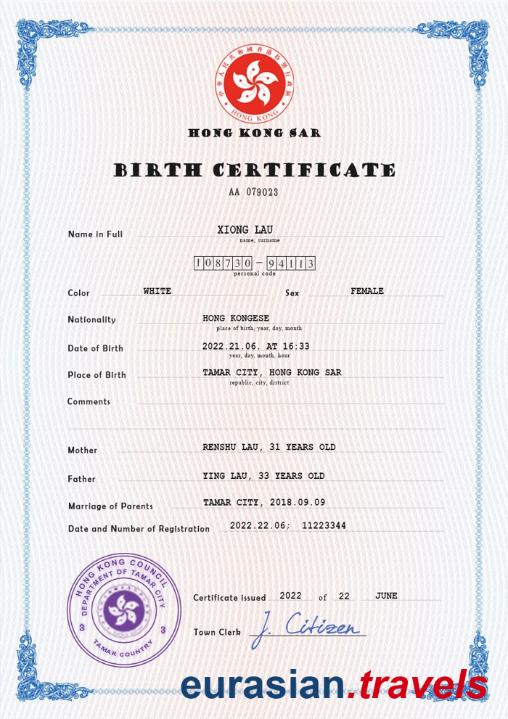 中華人民共和國香港特別行政區
HONG KONG
HONG KONG SAR
BIRTH CERTIFICATE
AA 079023
Name In Full XIONG LAU
name, surname
108730 – 94113
personal code
Color WHITE Sex FEMALE
Nationality HONG KONGESE
place of birth, year, day, month
Date of Birth 2022.21.06. AT 16:33
year, day, month, hour
Place of Birth TAMAR CITY, HONG KONG SAR
republic, city, district
Comments
Mother RENSHU LAU, 31 YEARS OLD
Father YING LAU, 33 YEARS OLD
Marriage of Parents TAMAR CITY, 2018.09.09
Date and Number of Registration 2022.22.06; 11223344
HONG KONG COUNCIL
DEPARTMENT OF TAMAR CITY
3 3
TAMAR COUNTRY
Certificate issued 2022 of 22 JUNE
Town Clerk J. Citizen
eurasian.travels